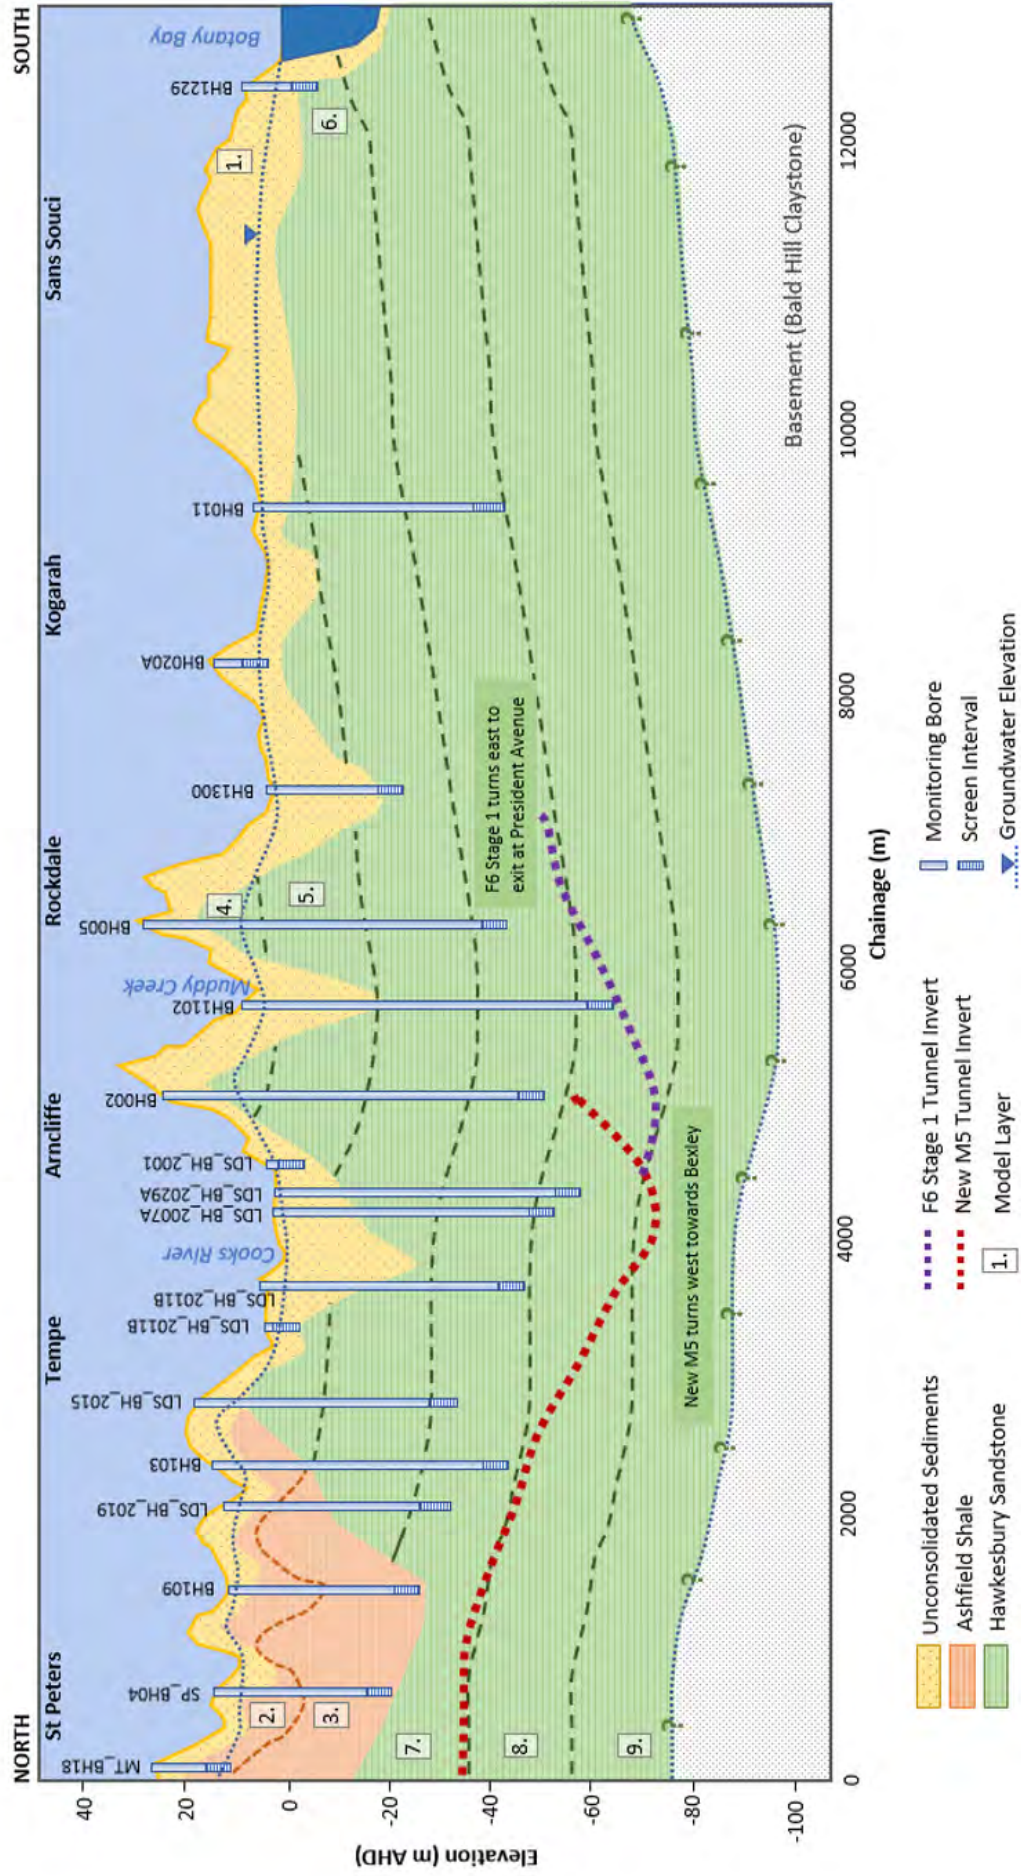 NORTH
SOUTH
St Peters
Tempe
Arncliffe
Rockdale
Kogarah
Sans Souci
MT_BH18
SP_BH04
BH109
LDS_BH_2019
BH103
LDS_BH_2015
LDS_BH_2011B
LDS_BH_2011B
Cooks River
LDS_BH_2007A
LDS_BH_2029A
LDS_BH_2001
BH002
BH1102
Muddy Creek
BH005
BH1300
BH020A
BH011
BH1229
Botany Bay
1.
2.
3.
4.
5.
6.
7.
8.
9.
F6 Stage 1 turns east to
exit at President Avenue
New M5 turns west towards Bexley
Basement (Bald Hill Claystone)
?
?
?
?
?
?
?
?
?
?
?
?
?
?
Elevation (m AHD)
40
20
0
-20
-40
-60
-80
-100
0
2000
4000
6000
8000
10000
12000
Chainage (m)
Unconsolidated Sediments
Ashfield Shale
Hawkesbury Sandstone
F6 Stage 1 Tunnel Invert
New M5 Tunnel Invert
1. Model Layer
Monitoring Bore
Screen Interval
Groundwater Elevation